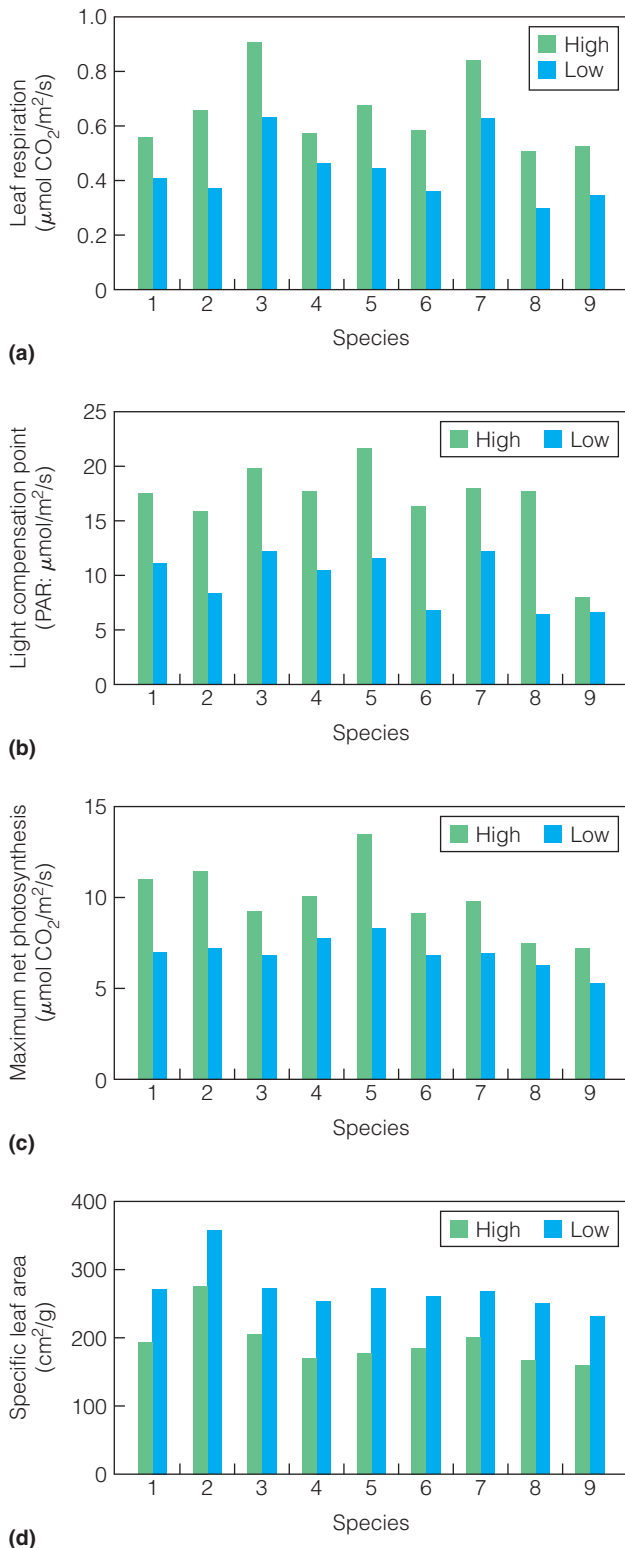 Leaf respiration
(μmol CO₂/m²/s)
1.0
0.8
0.6
0.4
0.2
0
High
Low
1 2 3 4 5 6 7 8 9
Species
(a)
Light compensation point
(PAR: μmol/m²/s)
25
20
15
10
5
0
High Low
1 2 3 4 5 6 7 8 9
Species
(b)
Maximum net photosynthesis
(μmol CO₂/m²/s)
15
10
5
0
High Low
1 2 3 4 5 6 7 8 9
Species
(c)
Specific leaf area
(cm²/g)
400
300
200
100
0
High Low
1 2 3 4 5 6 7 8 9
Species
(d)